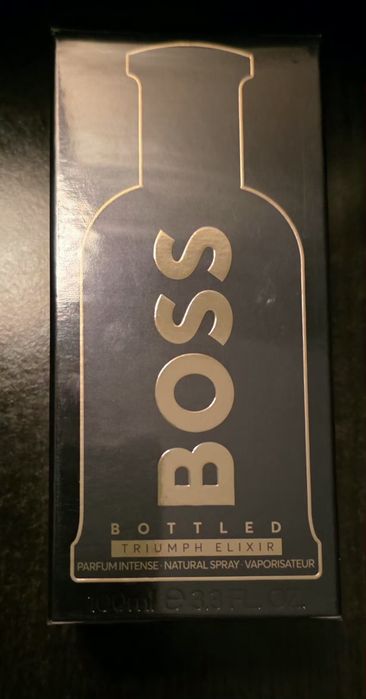 BOSS
BOTTLED
TRIUMPH ELIXIR
PARFUM INTENSE · NATURAL SPRAY · VAPORISATEUR
100ml ℮ 3.3 FL. OZ.